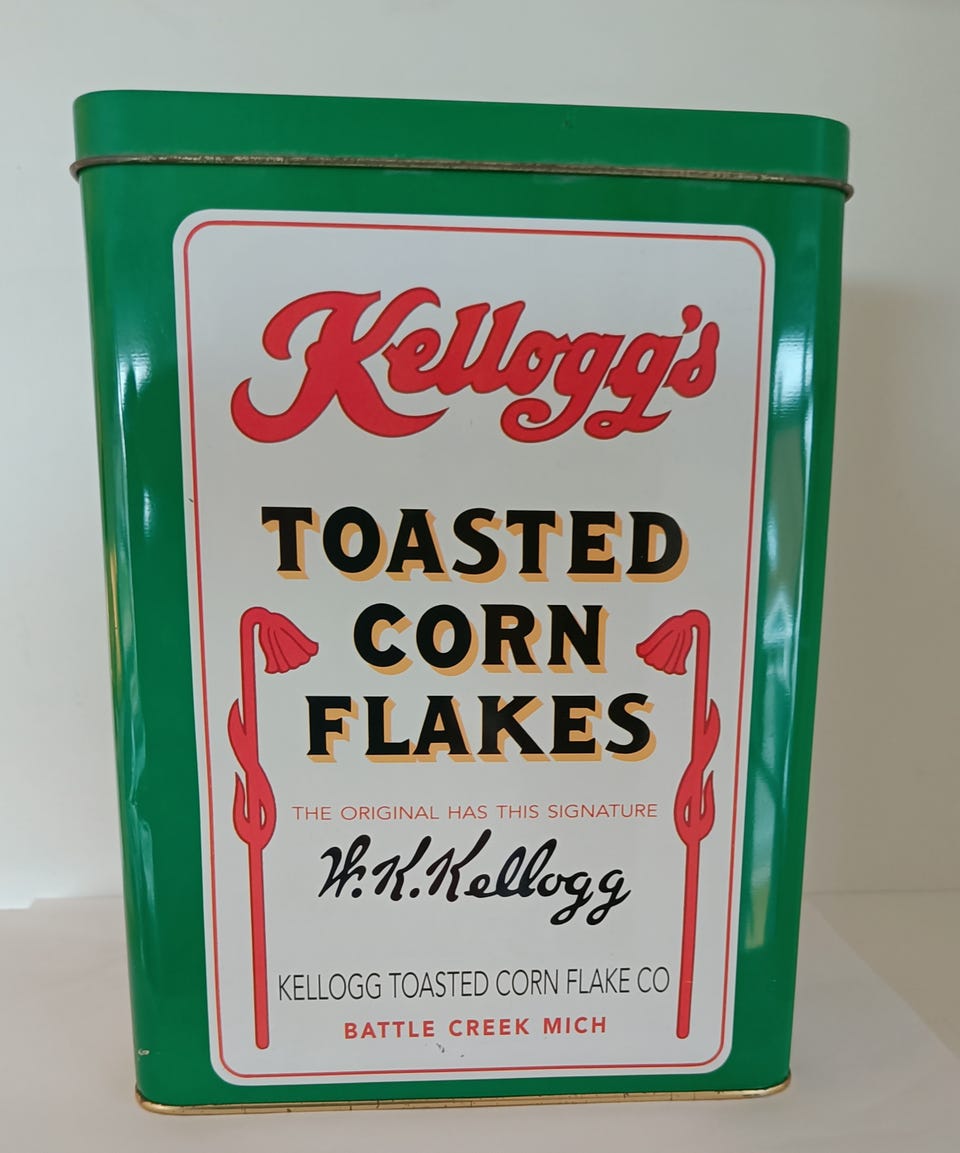 Kellogg's
TOASTED
CORN
FLAKES
THE ORIGINAL HAS THIS SIGNATURE
W.K.Kellogg
KELLOGG TOASTED CORN FLAKE CO
BATTLE CREEK MICH